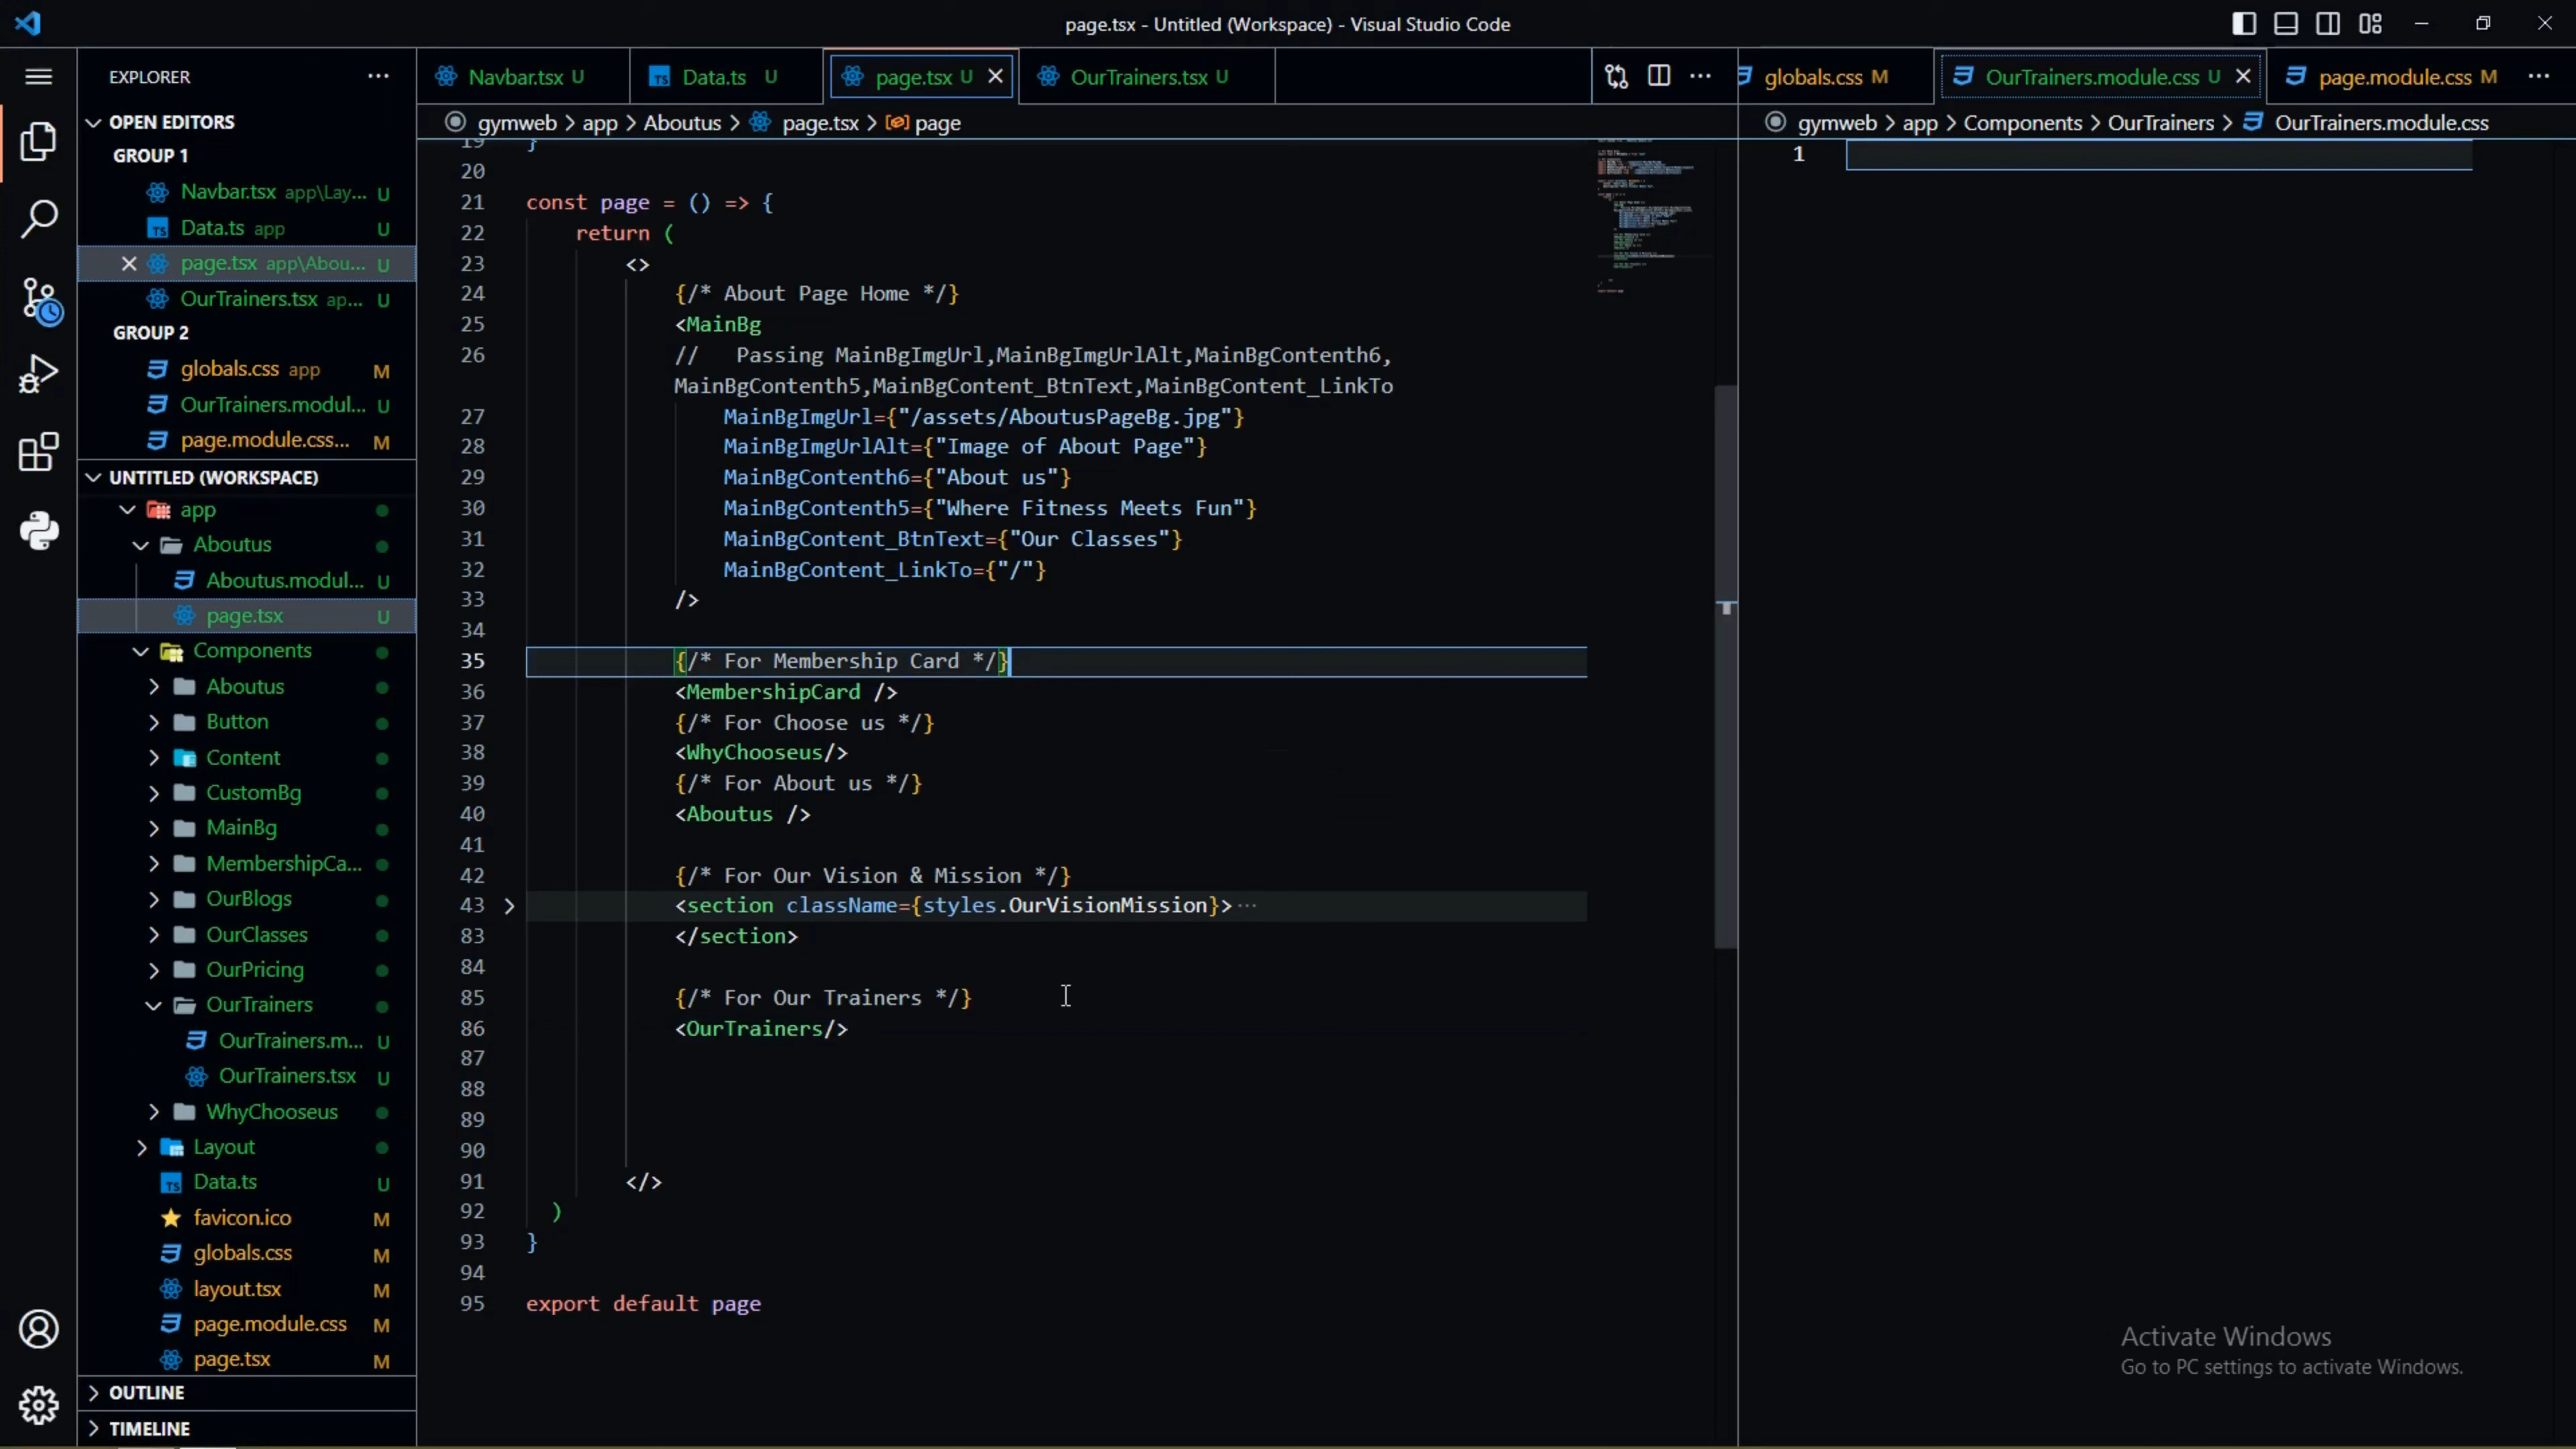 page.tsx - Untitled (Workspace) - Visual Studio Code
EXPLORER
OPEN EDITORS
GROUP 1
Navbar.tsx app\Lay... U
Data.ts app U
page.tsx app\Abou... U
OurTrainers.tsx ap... U
GROUP 2
globals.css app M
OurTrainers.modul... U
page.module.css... M
UNTITLED (WORKSPACE)
app
Aboutus
Aboutus.modul... U
page.tsx U
Components
Aboutus
Button
Content
CustomBg
MainBg
MembershipCa...
OurBlogs
OurClasses
OurPricing
OurTrainers
OurTrainers.m... U
OurTrainers.tsx U
WhyChooseus
Layout
Data.ts U
favicon.ico M
globals.css M
layout.tsx M
page.module.css M
page.tsx M
OUTLINE
TIMELINE
Navbar.tsx U
Data.ts U
page.tsx U
OurTrainers.tsx U
gymweb > app > Aboutus > page.tsx > page
19 }
20
21 const page = () => {
22 return (
23 <>
24 {/* About Page Home */}
25 <MainBg
26 // Passing MainBgImgUrl,MainBgImgUrlAlt,MainBgContenth6,
MainBgContenth5,MainBgContent_BtnText,MainBgContent_LinkTo
27 MainBgImgUrl={"/assets/AboutusPageBg.jpg"}
28 MainBgImgUrlAlt={"Image of About Page"}
29 MainBgContenth6={"About us"}
30 MainBgContenth5={"Where Fitness Meets Fun"}
31 MainBgContent_BtnText={"Our Classes"}
32 MainBgContent_LinkTo={"/"}
33 />
34
35 {/* For Membership Card */}
36 <MembershipCard />
37 {/* For Choose us */}
38 <WhyChooseus/>
39 {/* For About us */}
40 <Aboutus />
41
42 {/* For Our Vision & Mission */}
43 <section className={styles.OurVisionMission}>···
83 </section>
84
85 {/* For Our Trainers */}
86 <OurTrainers/>
87
88
89
90
91 </>
92 )
93 }
94
95 export default page
globals.css M
OurTrainers.module.css U
page.module.css M
gymweb > app > Components > OurTrainers > OurTrainers.module.css
1
Activate Windows
Go to PC settings to activate Windows.